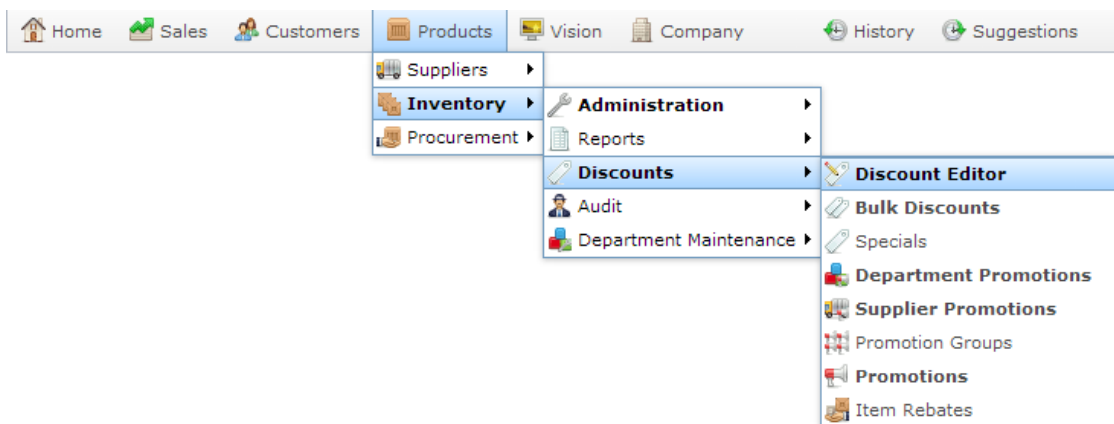 Home Sales Customers Products Vision Company History Suggestions
Suppliers
Inventory
Procurement
Administration
Reports
Discounts
Audit
Department Maintenance
Discount Editor
Bulk Discounts
Specials
Department Promotions
Supplier Promotions
Promotion Groups
Promotions
Item Rebates